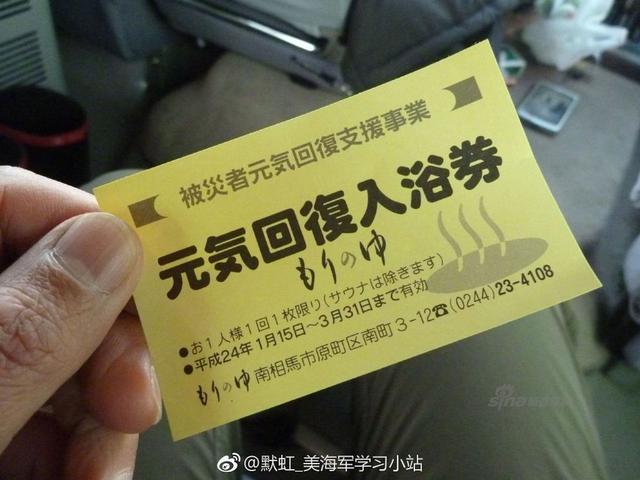 被災者元気回復支援事業
元気回復入浴券
もりのゆ
●お1人様1回1枚限り(サウナは除きます)
●平成24年1月15日～3月31日まで有効
もりのゆ 南相馬市原町区南町3-12☎(0244)23-4108
sina
@默虹_美海军学习小站